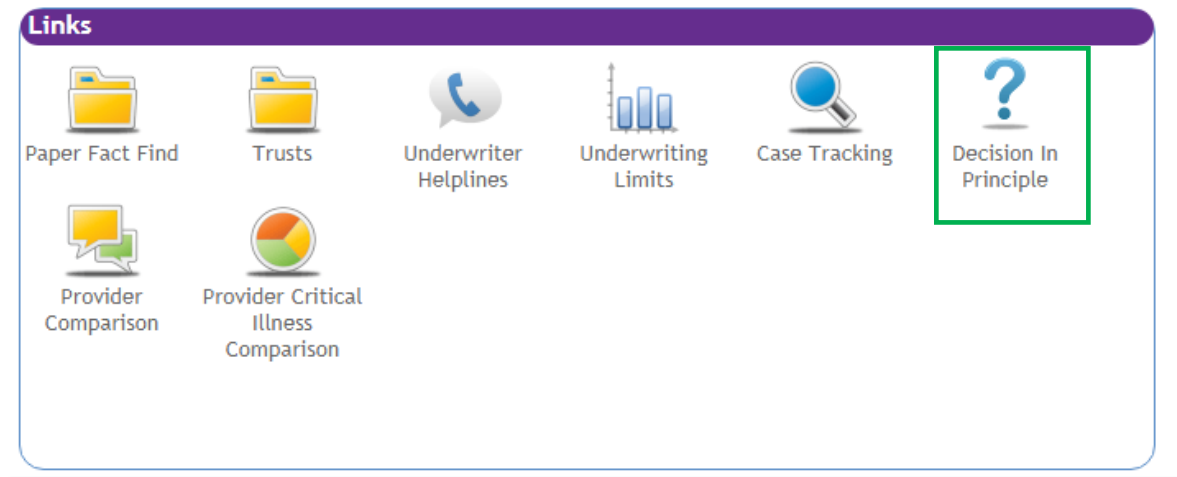 Links
Paper Fact Find
Trusts
Underwriter
Helplines
Underwriting
Limits
Case Tracking
Decision In
Principle
Provider
Comparison
Provider Critical
Illness
Comparison